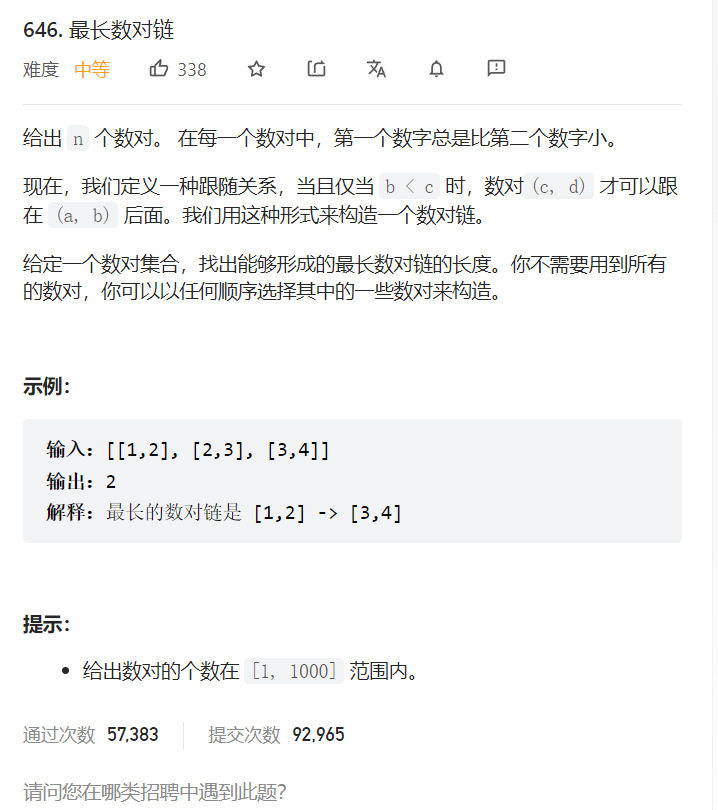 646. 最长数对链
难度 中等 338
给出 n 个数对。 在每一个数对中，第一个数字总是比第二个数字小。
现在，我们定义一种跟随关系，当且仅当 b < c 时，数对(c, d) 才可以跟
在 (a, b) 后面。我们用这种形式来构造一个数对链。
给定一个数对集合，找出能够形成的最长数对链的长度。你不需要用到所有
的数对，你可以以任何顺序选择其中的一些数对来构造。
示例：
输入：[[1,2], [2,3], [3,4]]
输出：2
解释：最长的数对链是 [1,2] -> [3,4]
提示：
• 给出数对的个数在 [1, 1000] 范围内。
通过次数 57,383 提交次数 92,965
请问您在哪类招聘中遇到此题？